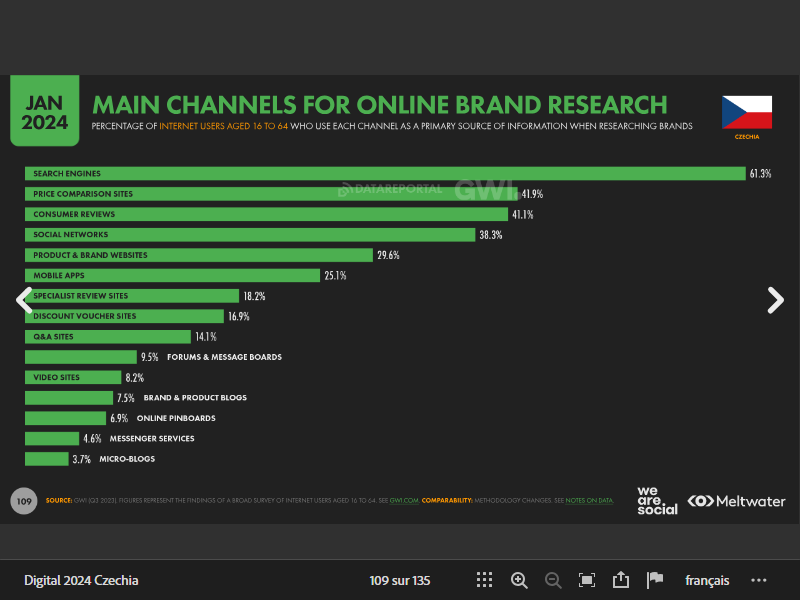 JAN
2024
MAIN CHANNELS FOR ONLINE BRAND RESEARCH
PERCENTAGE OF INTERNET USERS AGED 16 TO 64 WHO USE EACH CHANNEL AS A PRIMARY SOURCE OF INFORMATION WHEN RESEARCHING BRANDS
CZECHIA
SEARCH ENGINES 61.3%
DATAREPORTAL GWI.
PRICE COMPARISON SITES 41.9%
CONSUMER REVIEWS 41.1%
SOCIAL NETWORKS 38.3%
PRODUCT & BRAND WEBSITES 29.6%
MOBILE APPS 25.1%
SPECIALIST REVIEW SITES 18.2%
DISCOUNT VOUCHER SITES 16.9%
Q&A SITES 14.1%
9.5% FORUMS & MESSAGE BOARDS
VIDEO SITES 8.2%
7.5% BRAND & PRODUCT BLOGS
6.9% ONLINE PINBOARDS
4.6% MESSENGER SERVICES
3.7% MICRO-BLOGS
109 SOURCE: GWI (Q3 2023). FIGURES REPRESENT THE FINDINGS OF A BROAD SURVEY OF INTERNET USERS AGED 16 TO 64. SEE GWI.COM. COMPARABILITY: METHODOLOGY CHANGES. SEE NOTES ON DATA.
we
are
social
Meltwater
Digital 2024 Czechia 109 sur 135 français